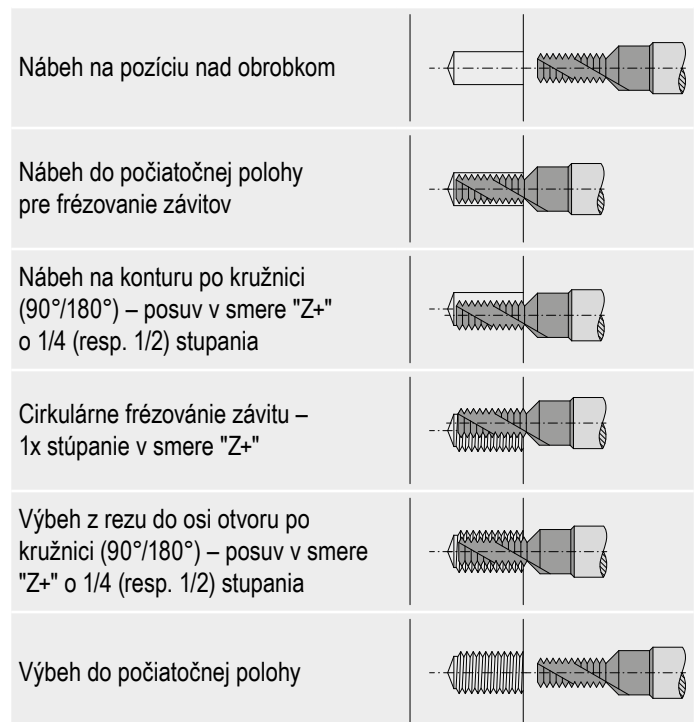 Nábeh na pozíciu nad obrobkom
Nábeh do počiatočnej polohy
pre frézovanie závitov
Nábeh na konturu po kružnici
(90°/180°) – posuv v smere "Z+"
o 1/4 (resp. 1/2) stupania
Cirkulárne frézóvánie závitu –
1x stúpanie v smere "Z+"
Výbeh z rezu do osi otvoru po
kružnici (90°/180°) – posuv v smere
"Z+" o 1/4 (resp. 1/2) stupania
Výbeh do počiatočnej polohy